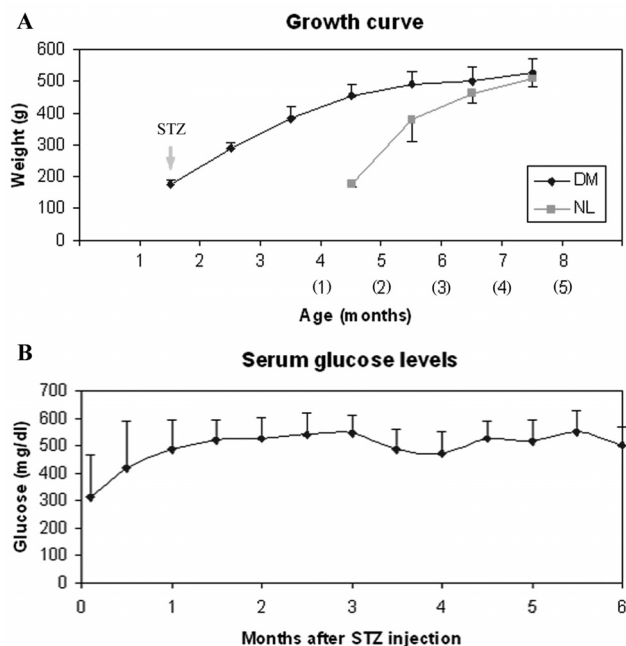 A
Growth curve
600
500
400
300
200
100
0
Weight (g)
STZ
DM
NL
1 2 3 4 5 6 7 8
(1) (2) (3) (4) (5)
Age (months)
B
Serum glucose levels
700
600
500
400
300
200
100
00
Glucose (mg/dl)
0 1 2 3 4 5 6
Months after STZ injection